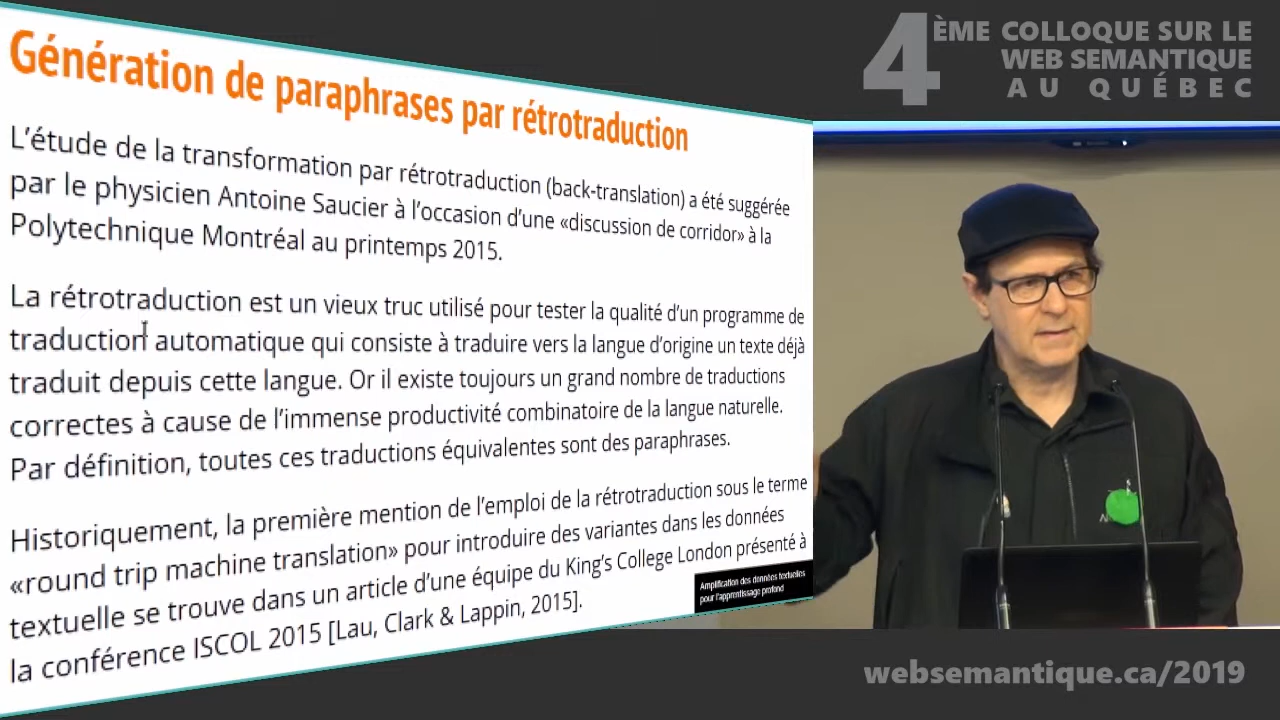 Génération de paraphrases par rétrotraduction
L’étude de la transformation par rétrotraduction (back-translation) a été suggérée
par le physicien Antoine Saucier à l’occasion d’une «discussion de corridor» à la
Polytechnique Montréal au printemps 2015.
La rétrotraduction est un vieux truc utilisé pour tester la qualité d’un programme de
traduction automatique qui consiste à traduire vers la langue d’origine un texte déjà
traduit depuis cette langue. Or il existe toujours un grand nombre de traductions
correctes à cause de l’immense productivité combinatoire de la langue naturelle.
Par définition, toutes ces traductions équivalentes sont des paraphrases.
Historiquement, la première mention de l’emploi de la rétrotraduction sous le terme
«round trip machine translation» pour introduire des variantes dans les données
textuelle se trouve dans un article d’une équipe du King’s College London présenté à
la conférence ISCOL 2015 [Lau, Clark & Lappin, 2015].
Amplification des données textuelles
pour l’apprentissage profond
4ÈME COLLOQUE SUR LE
WEB SEMANTIQUE
AU QUÉBEC
websemantique.ca/2019